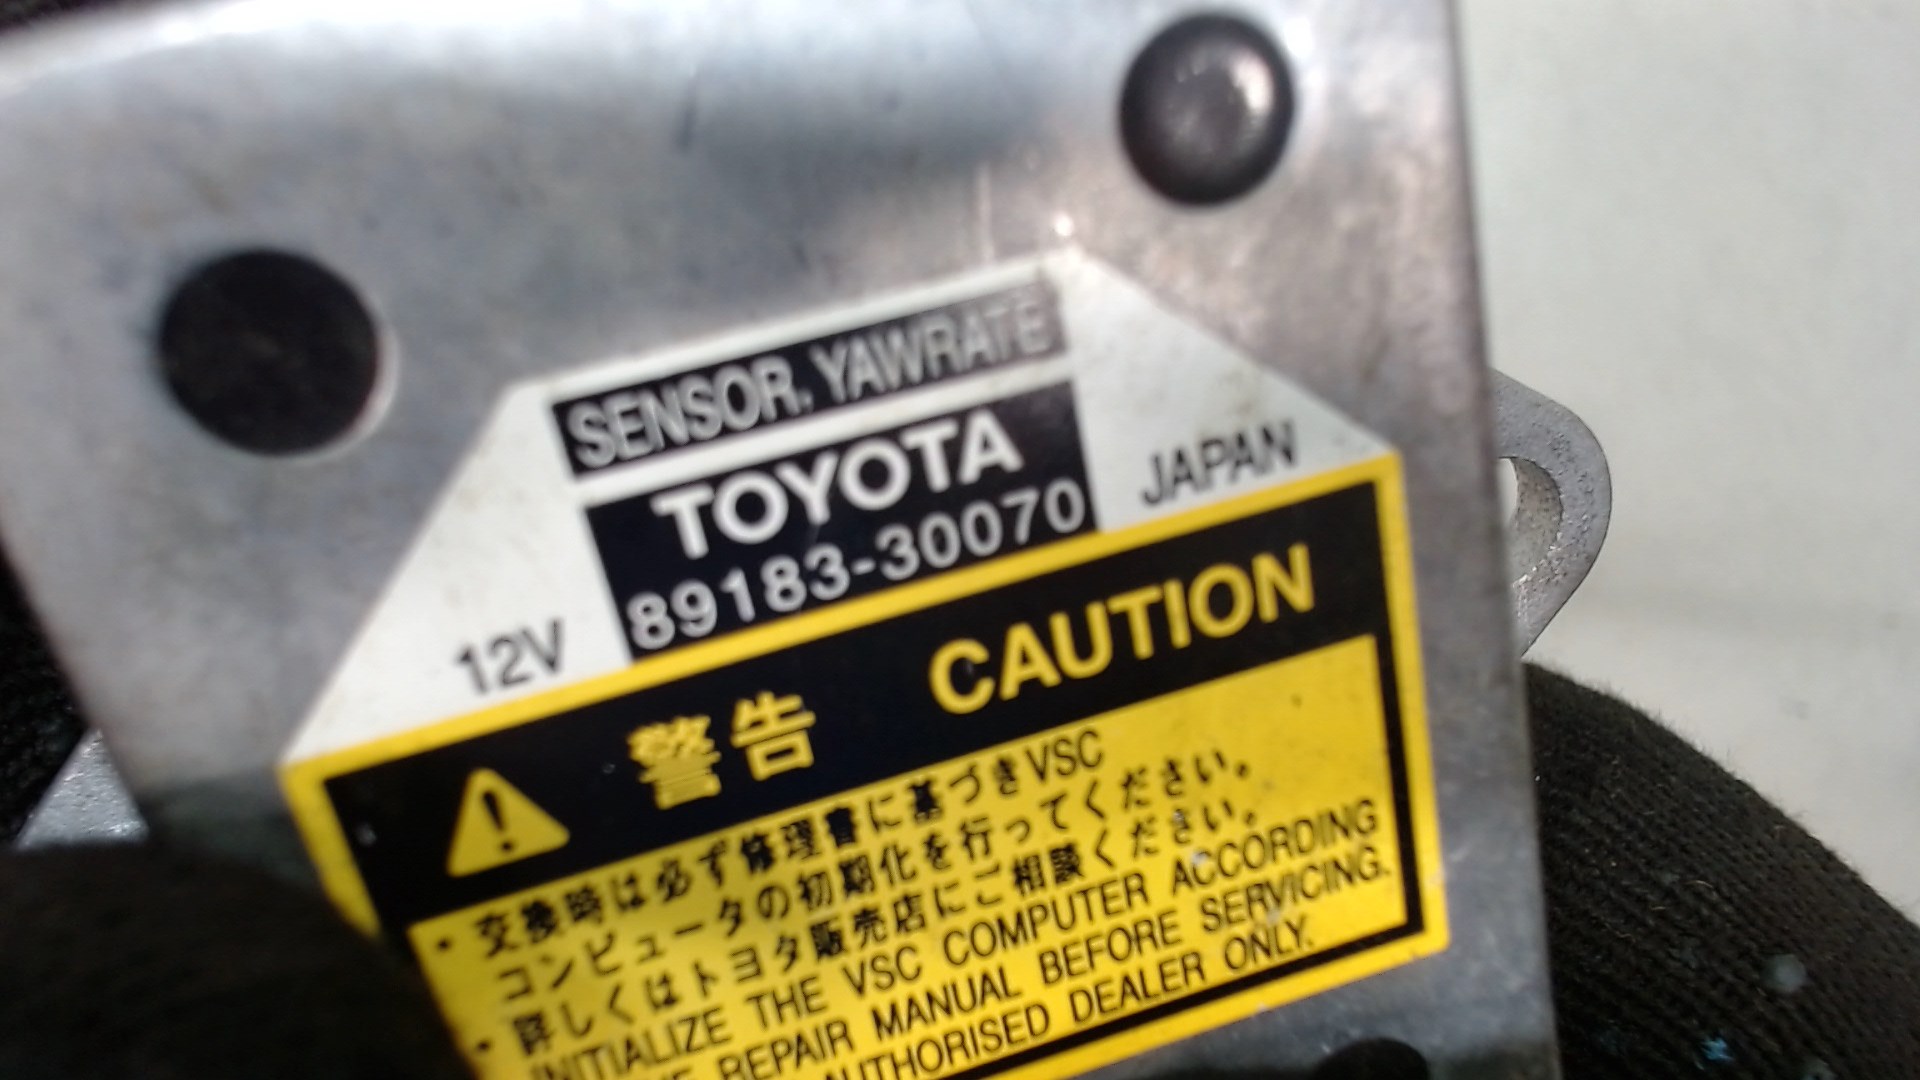 SENSOR, YAWRATE
TOYOTA
89183-30070
12V
JAPAN
警告 CAUTION
・交換時は必ず修理書に基づきVSC
コンピュータの初期化を行ってください。
・詳しくはトヨタ販売店にご相談ください。
INITIALIZE THE VSC COMPUTER ACCORDING
REPAIR MANUAL BEFORE SERVICING.
AUTHORISED DEALER ONLY.